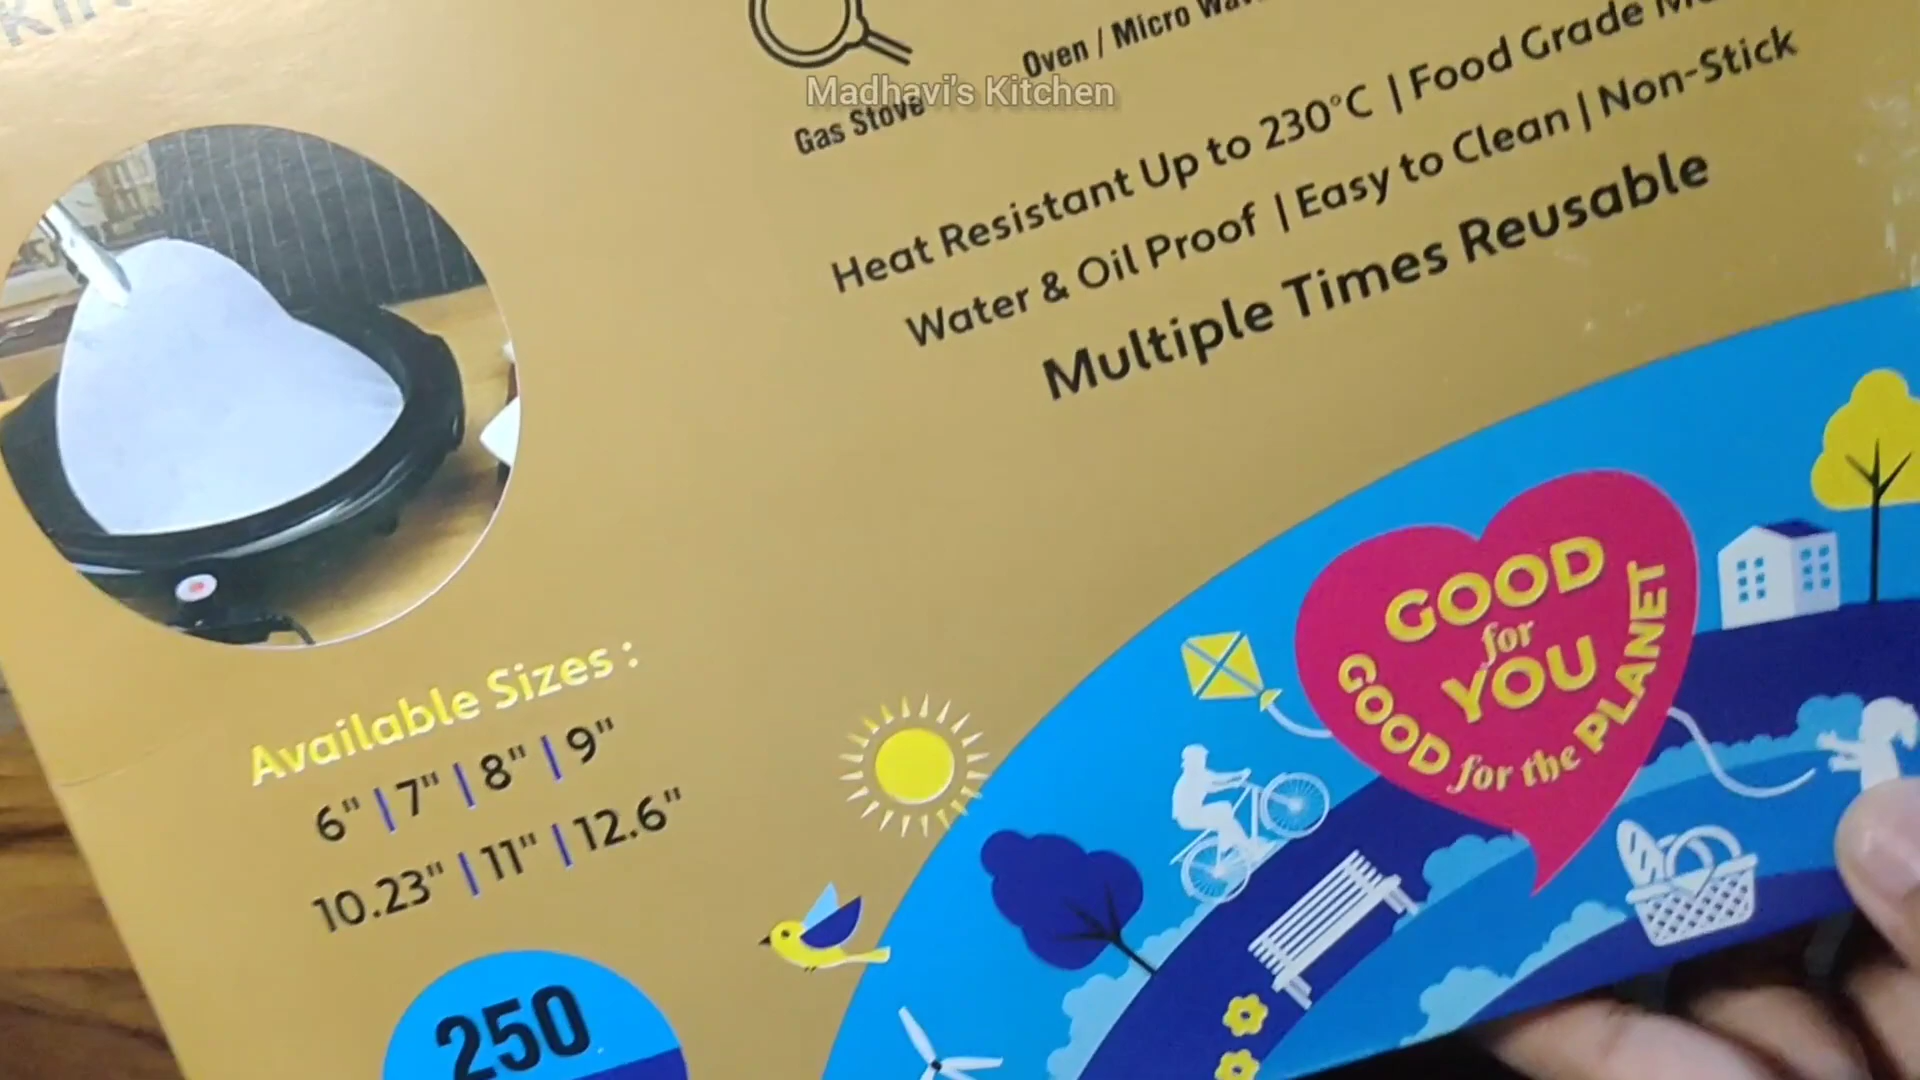 Oven / Micro
Gas Stove
Madhavi's Kitchen
Heat Resistant Up to 230°C | Food Grade
Water & Oil Proof | Easy to Clean | Non-Stick
Multiple Times Reusable
GOOD
for
YOU
GOOD for the PLANET
Available Sizes :
6" | 7" | 8" | 9"
10.23" | 11" | 12.6"
250